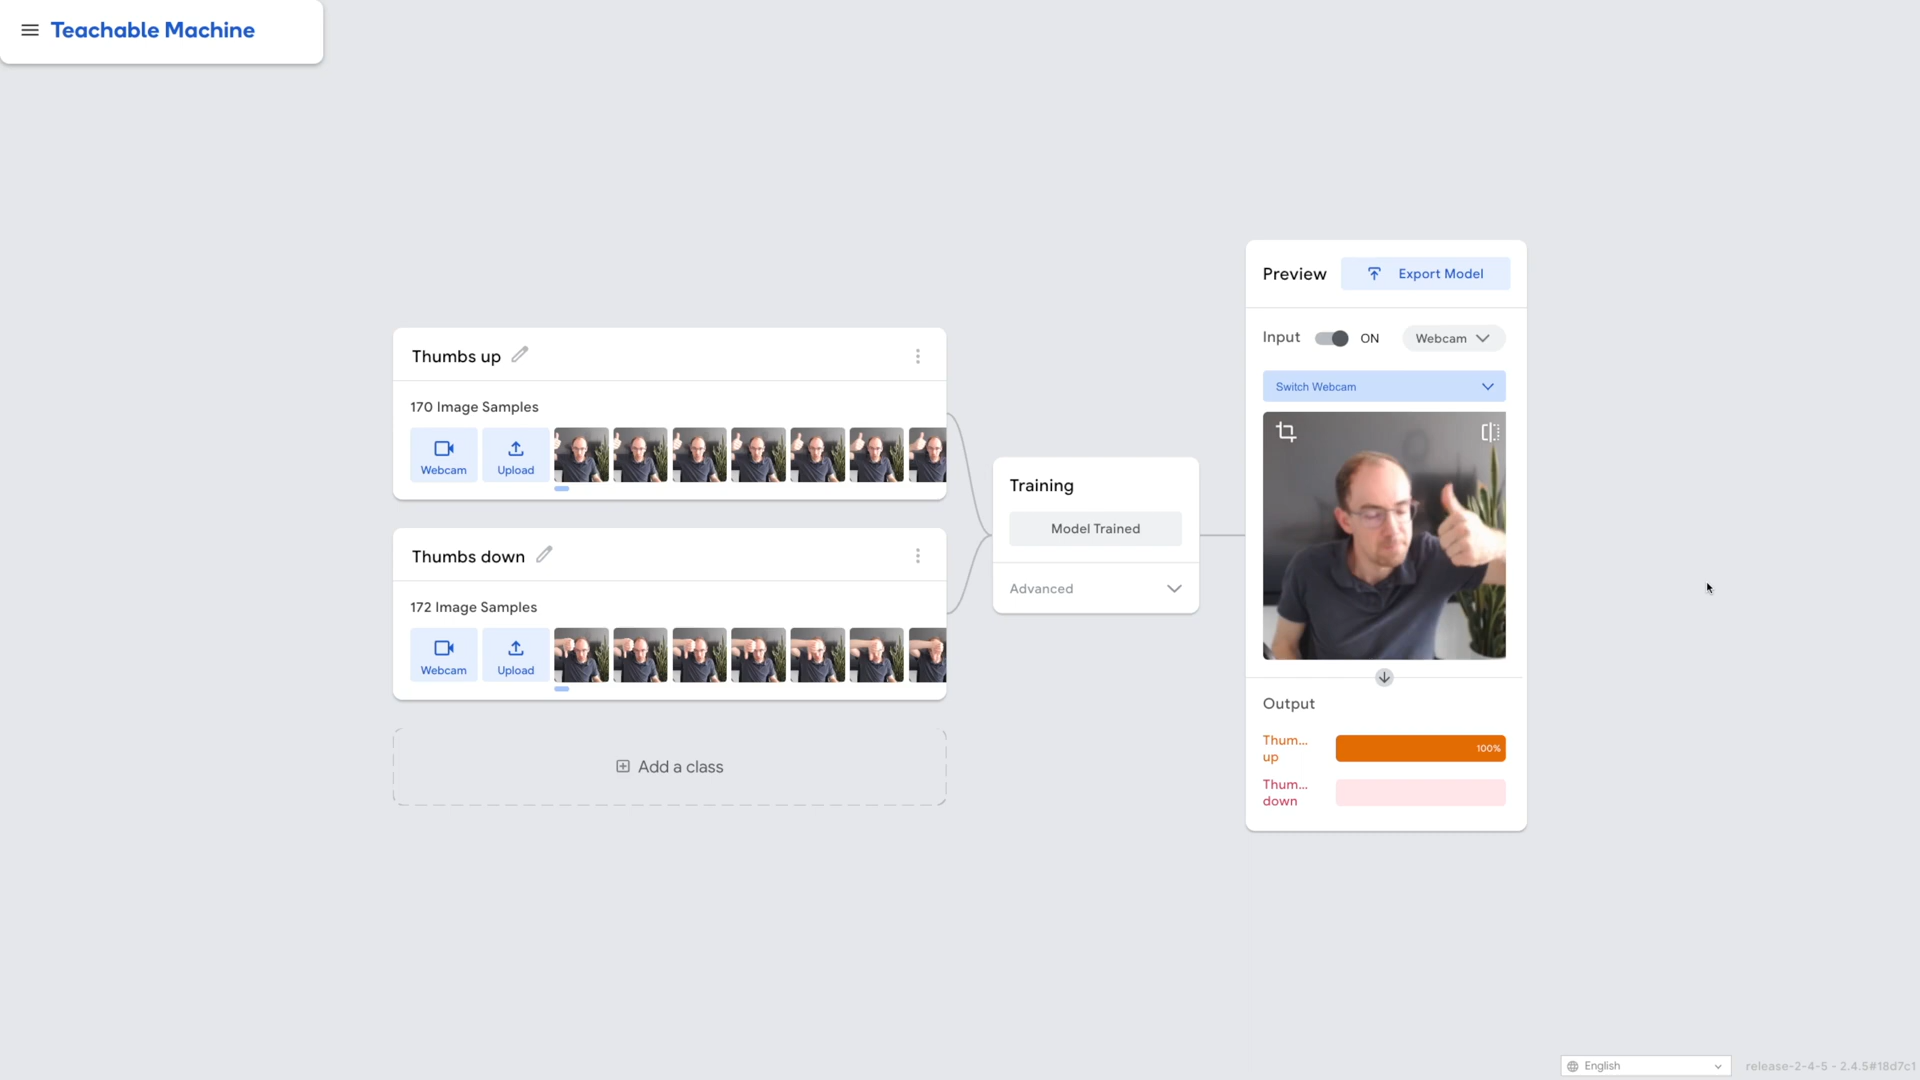 Teachable Machine
Thumbs up
170 Image Samples
Webcam
Upload
Thumbs down
172 Image Samples
Webcam
Upload
Add a class
Training
Model Trained
Advanced
Preview
Export Model
Input
ON
Webcam
Switch Webcam
Output
Thum...
up
100%
Thum...
down
English
release-2-4-5 - 2.4.5#18d7c1